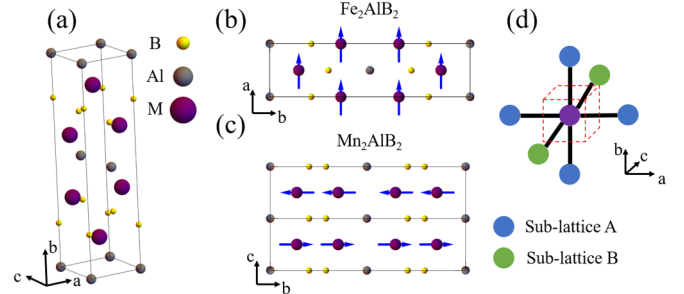 (a)
B
Al
M
b
c
a
(b)
Fe₂AlB₂
a
b
(c)
Mn₂AlB₂
c
b
(d)
b
c
a
Sub-lattice A
Sub-lattice B